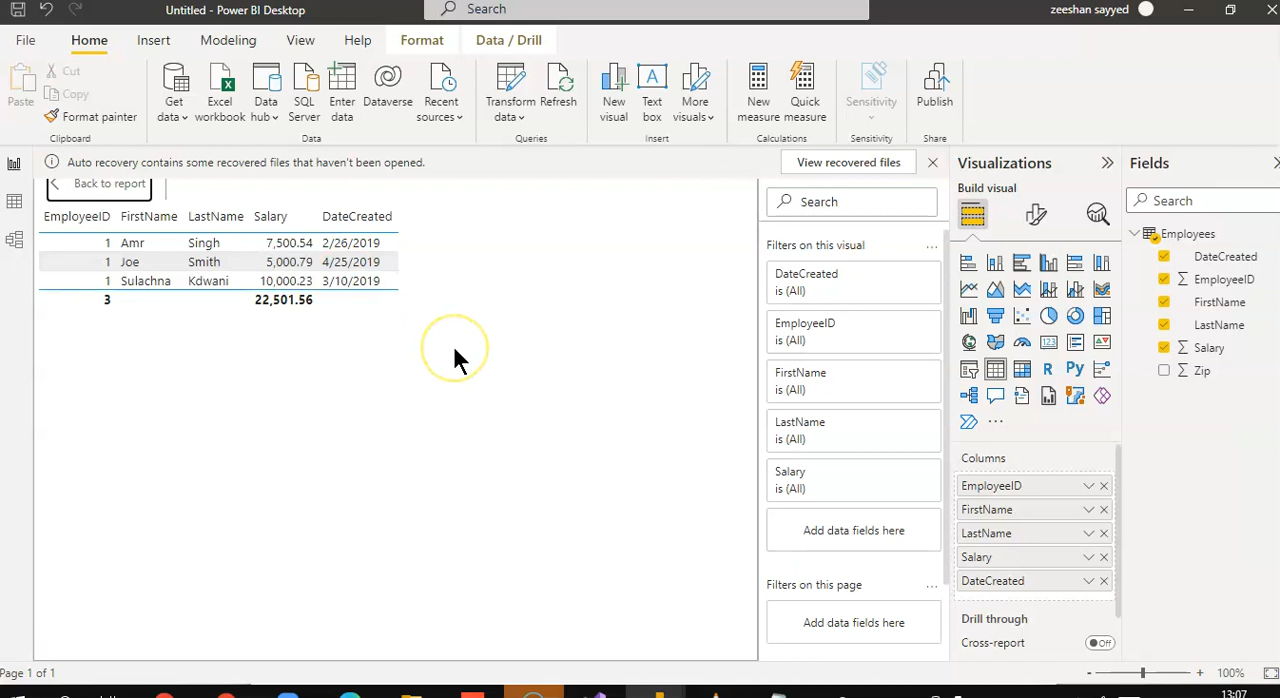 Untitled - Power BI Desktop
Search
zeeshan sayyed
File Home Insert Modeling View Help Format Data / Drill
Paste
Cut
Copy
Format painter
Clipboard
Get data
Excel workbook
Data hub
SQL Server
Enter data
Dataverse
Recent sources
Data
Transform data
Refresh
Queries
New visual
Text box
More visuals
Insert
New measure
Quick measure
Calculations
Sensitivity
Sensitivity
Publish
Share
Auto recovery contains some recovered files that haven't been opened.
View recovered files
Back to report
EmployeeID FirstName LastName Salary DateCreated
1 Amr Singh 7,500.54 2/26/2019
1 Joe Smith 5,000.79 4/25/2019
1 Sulachna Kdwani 10,000.23 3/10/2019
3 22,501.56
Search
Filters on this visual ...
DateCreated
is (All)
EmployeeID
is (All)
FirstName
is (All)
LastName
is (All)
Salary
is (All)
Add data fields here
Filters on this page ...
Add data fields here
Visualizations
Build visual
R
Py
123
...
Columns
EmployeeID
FirstName
LastName
Salary
DateCreated
Drill through
Cross-report Off
Fields
Search
Employees
DateCreated
Σ EmployeeID
FirstName
LastName
Σ Salary
Σ Zip
Page 1 of 1
- + 100%
13:07